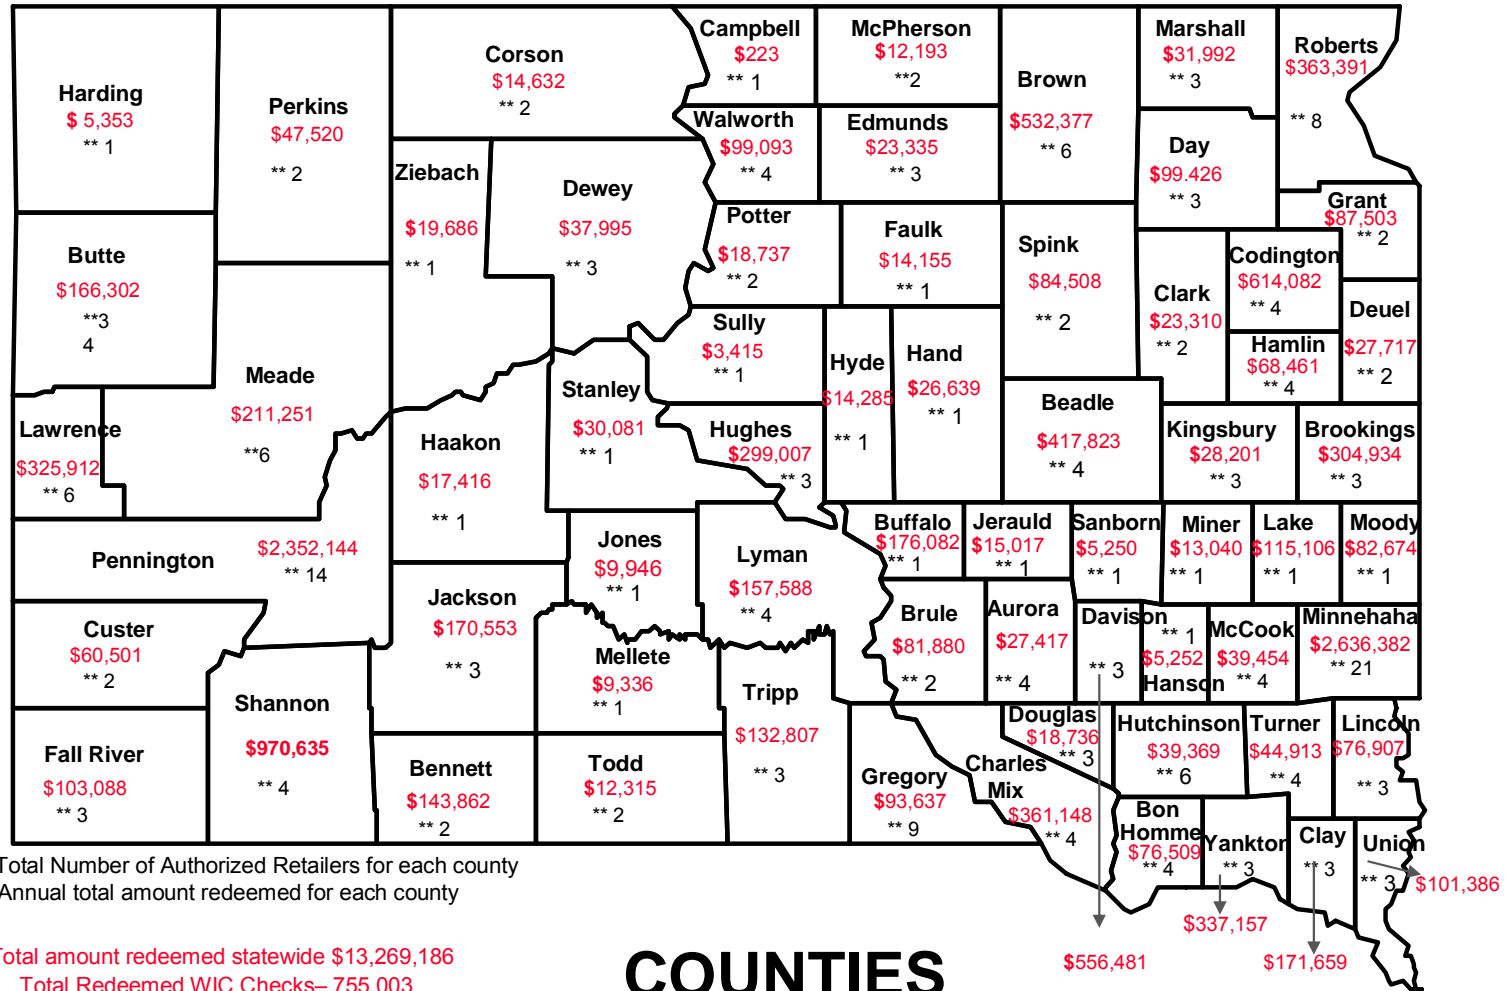 Harding
$ 5,353
** 1
Perkins
$47,520
** 2
Corson
$14,632
** 2
Campbell
$223
** 1
McPherson
$12,193
**2
Brown
$532,377
** 6
Marshall
$31,992
** 3
Roberts
$363,391
** 8
Ziebach
$19,686
** 1
Dewey
$37,995
** 3
Walworth
$99,093
** 4
Edmunds
$23,335
** 3
Day
$99.426
** 3
Grant
$87,503
** 2
Butte
$166,302
**3
4
Meade
$211,251
**6
Potter
$18,737
** 2
Faulk
$14,155
** 1
Spink
$84,508
** 2
Clark
$23,310
** 2
Codington
$614,082
** 4
Deuel
$27,717
** 2
Hamlin
$68,461
** 4
Lawrence
$325,912
** 6
Haakon
$17,416
** 1
Stanley
$30,081
** 1
Sully
$3,415
** 1
Hughes
$299,007
** 3
Hyde
$14,285
** 1
Hand
$26,639
** 1
Beadle
$417,823
** 4
Kingsbury
$28,201
** 3
Brookings
$304,934
** 3
Pennington
$2,352,144
** 14
Jones
$9,946
** 1
Lyman
$157,588
** 4
Buffalo
$176,082
** 1
Jerauld
$15,017
** 1
Sanborn
$5,250
** 1
Miner
$13,040
** 1
Lake
$115,106
** 1
Moody
$82,674
** 1
Custer
$60,501
** 2
Jackson
$170,553
** 3
Mellete
$9,336
** 1
Tripp
$132,807
** 3
Brule
$81,880
** 2
Aurora
$27,417
** 4
Davison
** 3
** 1
$5,252
Hanson
McCook
$39,454
** 4
Minnehaha
$2,636,382
** 21
Shannon
$970,635
** 4
Fall River
$103,088
** 3
Bennett
$143,862
** 2
Todd
$12,315
** 2
Gregory
$93,637
** 9
Charles
Mix
$361,148
** 4
Douglas
$18,736
** 3
Hutchinson
$39,369
** 6
Turner
$44,913
** 4
Lincoln
$76,907
** 3
Bon
Homme
$76,509
** 4
Yankton
** 3
Clay
** 3
Union
** 3
$101,386
$337,157
$556,481
$171,659
Total Number of Authorized Retailers for each county
Annual total amount redeemed for each county
Total amount redeemed statewide $13,269,186
Total Redeemed WIC Checks– 755,003
COUNTIES